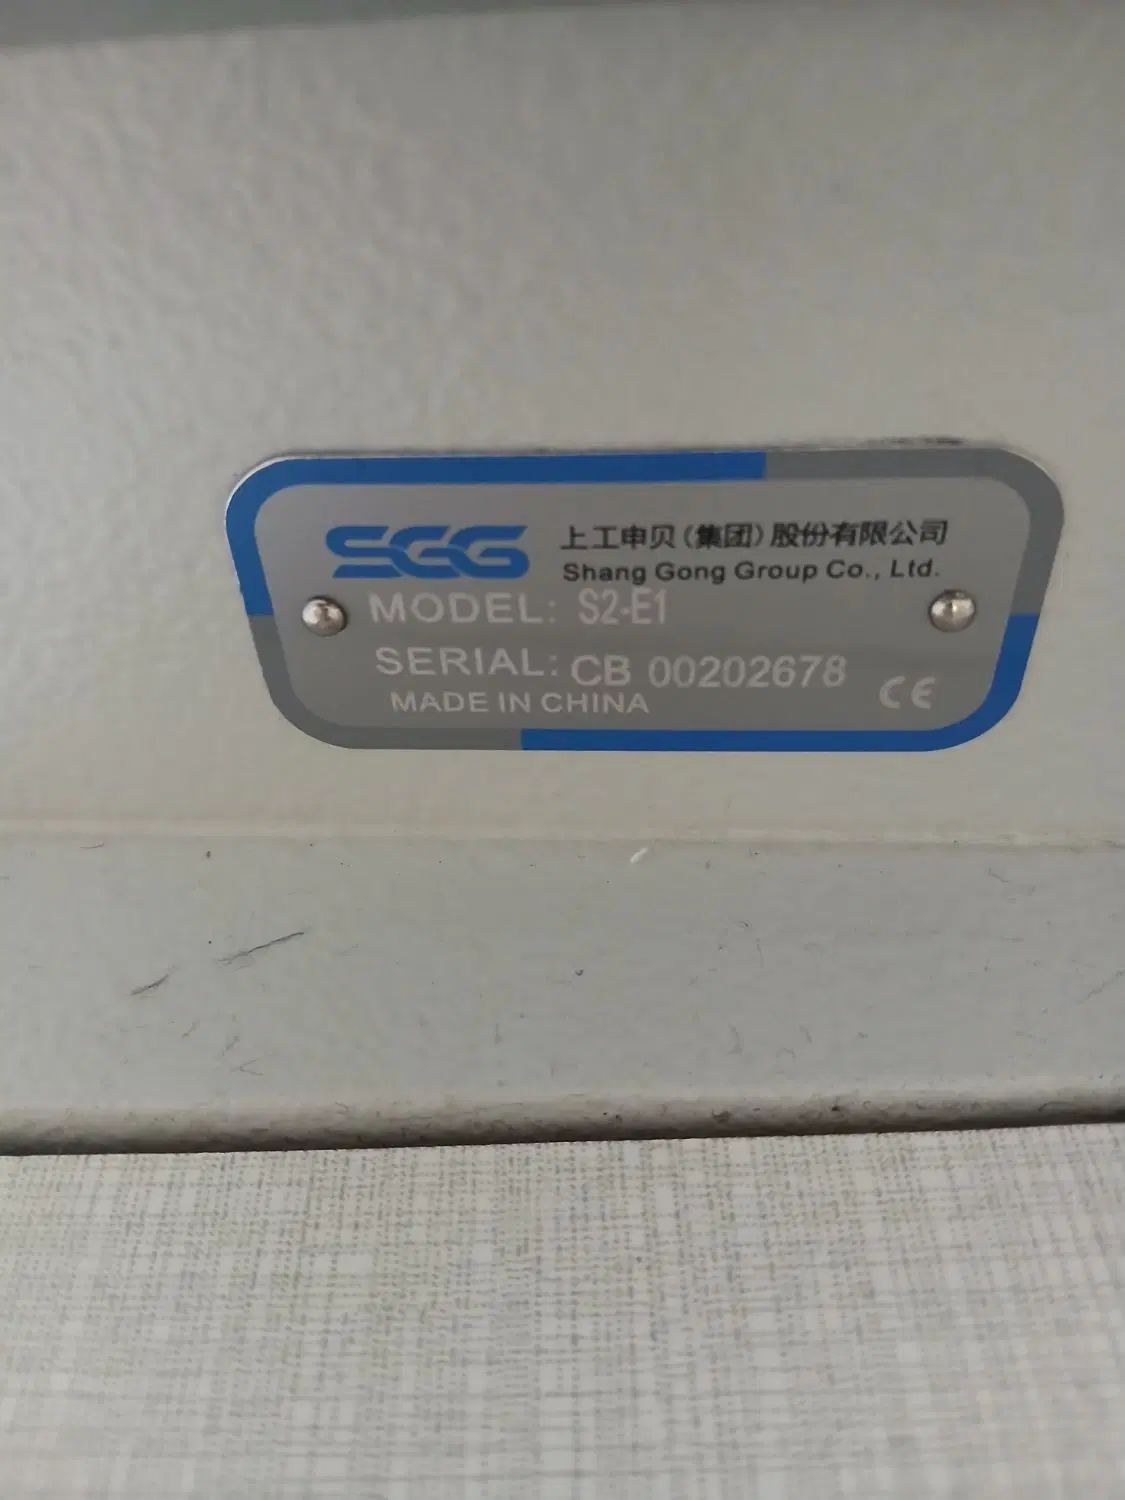 SGG 上工申贝(集团)股份有限公司
Shang Gong Group Co., Ltd.
MODEL: S2-E1
SERIAL: CB 00202678
MADE IN CHINA CE